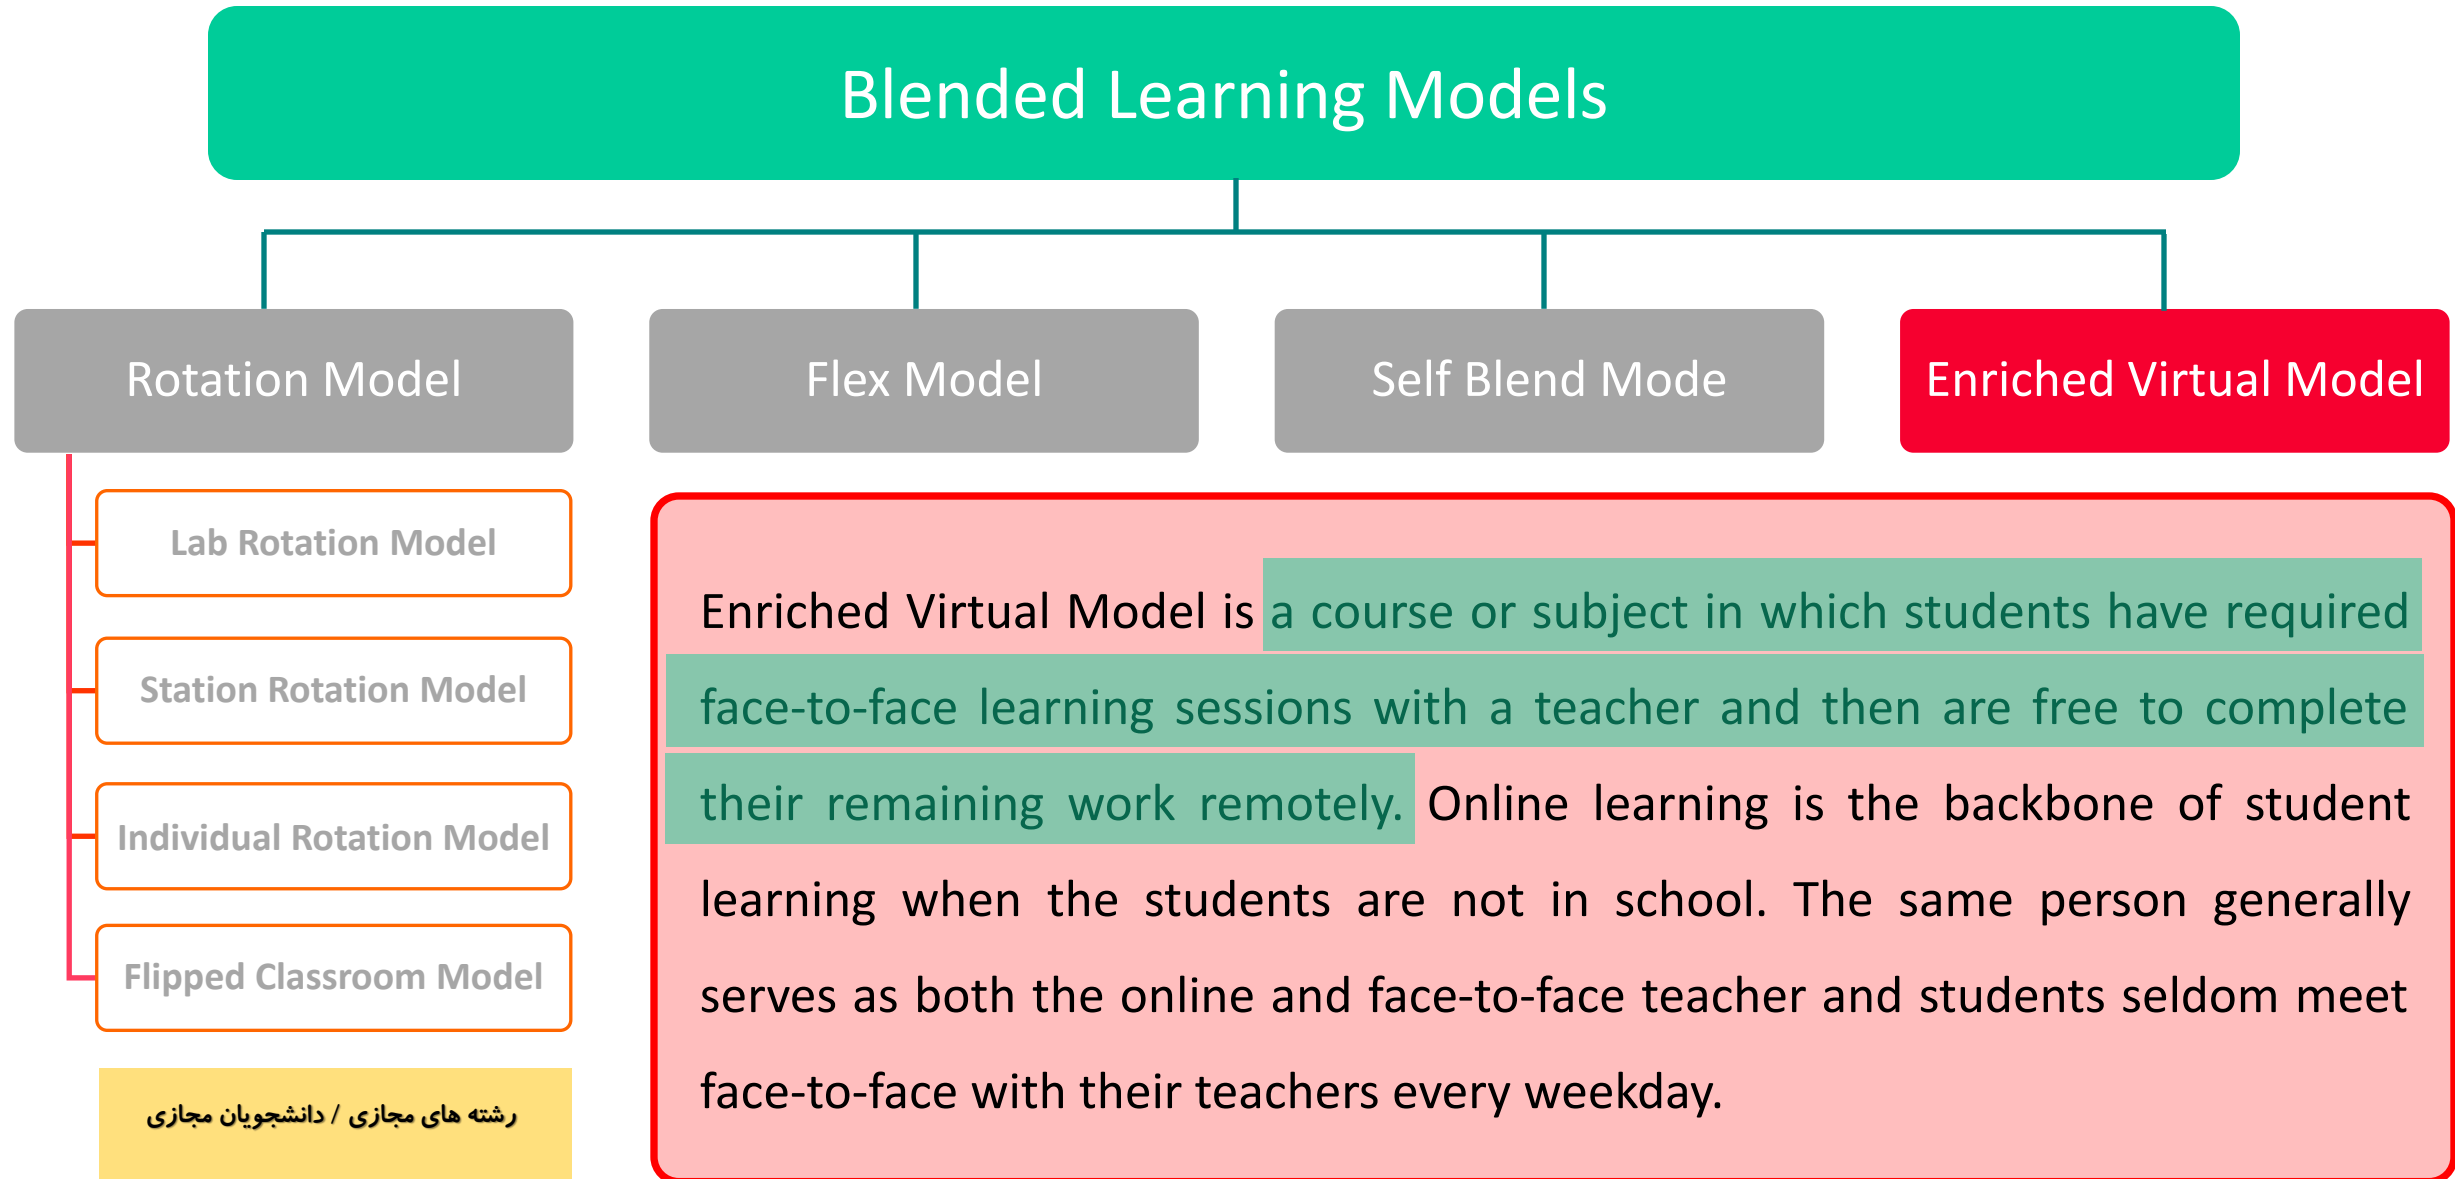 Blended Learning Models
Rotation Model
Flex Model
Self Blend Mode
Enriched Virtual Model
Lab Rotation Model
Station Rotation Model
Individual Rotation Model
Flipped Classroom Model
رشته های مجازی / دانشجویان مجازی
Enriched Virtual Model is a course or subject in which students have required
face-to-face learning sessions with a teacher and then are free to complete
their remaining work remotely. Online learning is the backbone of student
learning when the students are not in school. The same person generally
serves as both the online and face-to-face teacher and students seldom meet
face-to-face with their teachers every weekday.